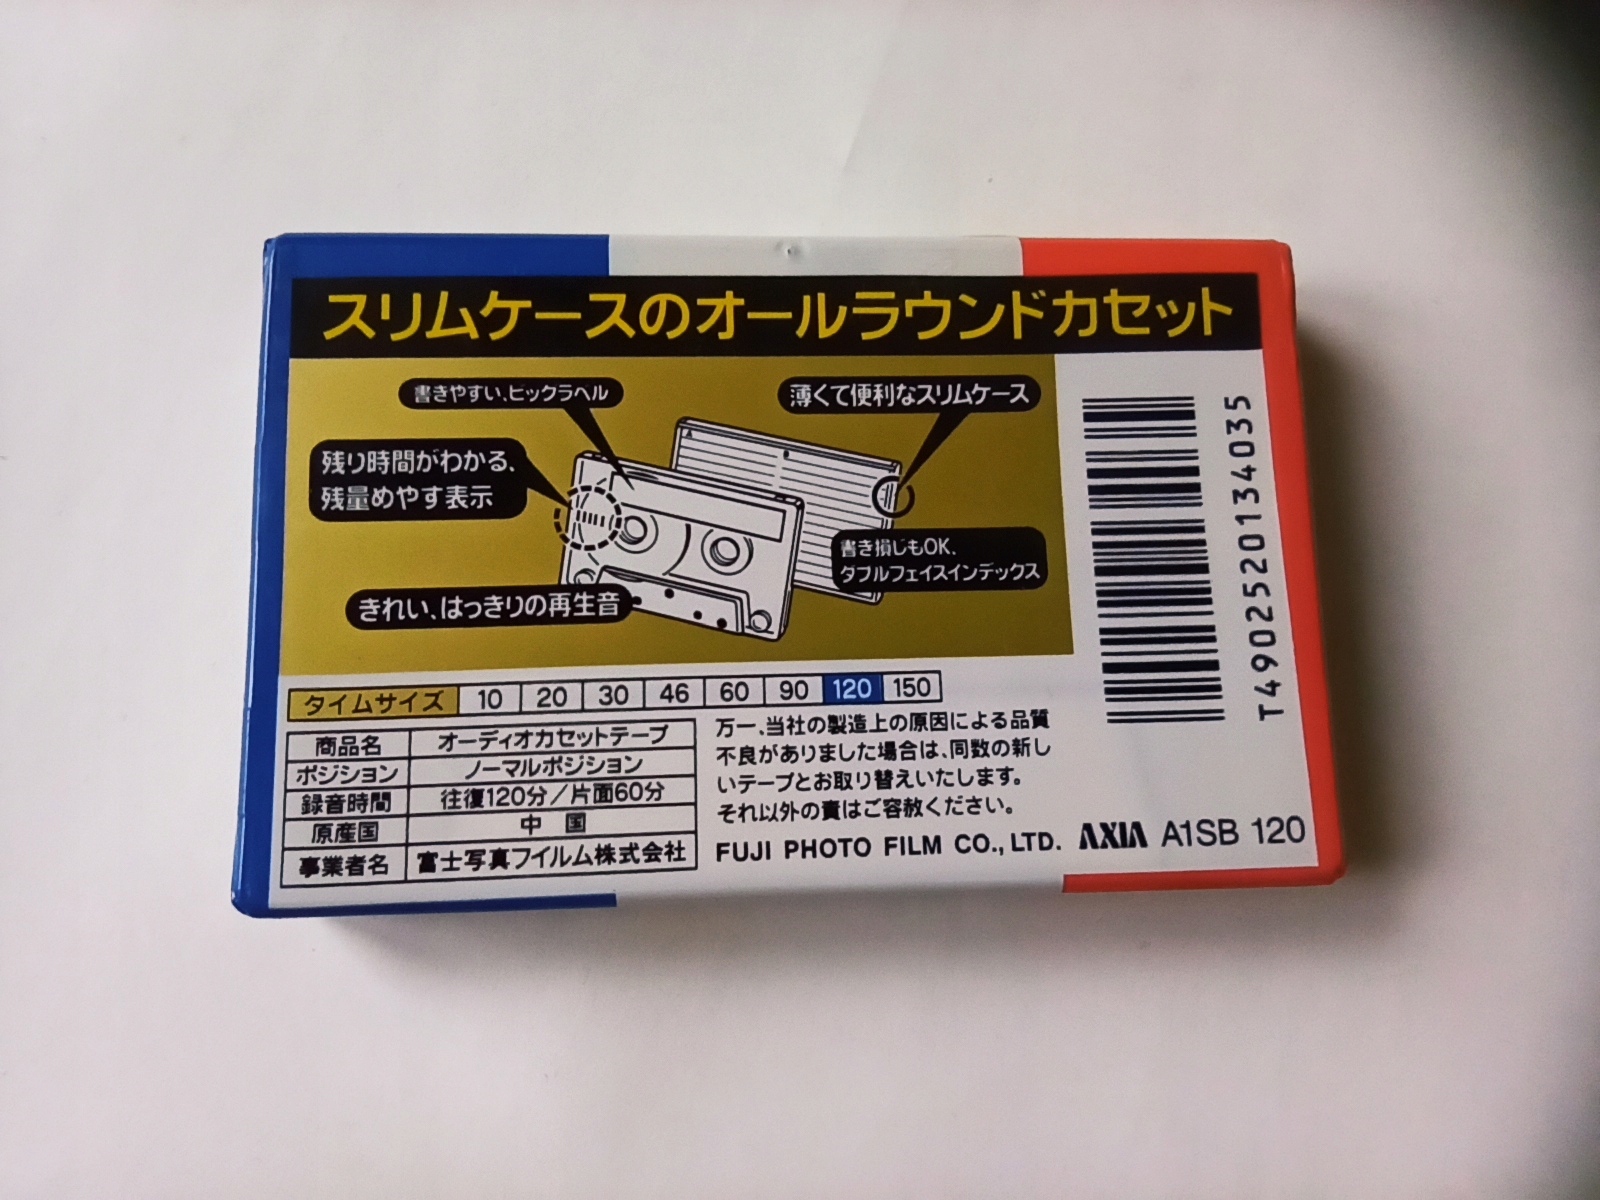 スリムケースのオールラウンドカセット
書きやすい、ビックラベル
薄くて便利なスリムケース
残り時間がわかる、
残量めやす表示
書き損じもOK、
ダブルフェイスインデックス
きれい、はっきりの再生音
T4902520134035
タイムサイズ 10 20 30 46 60 90 120 150
商品名 オーディオカセットテープ
ポジション ノーマルポジション
録音時間 往復120分/片面60分
原産国 中国
事業者名 富士写真フイルム株式会社
万一、当社の製造上の原因による品質
不良がありました場合は、同数の新し
いテープとお取り替えいたします。
それ以外の責はご容赦ください。
FUJI PHOTO FILM CO., LTD. AXIA A1SB 120